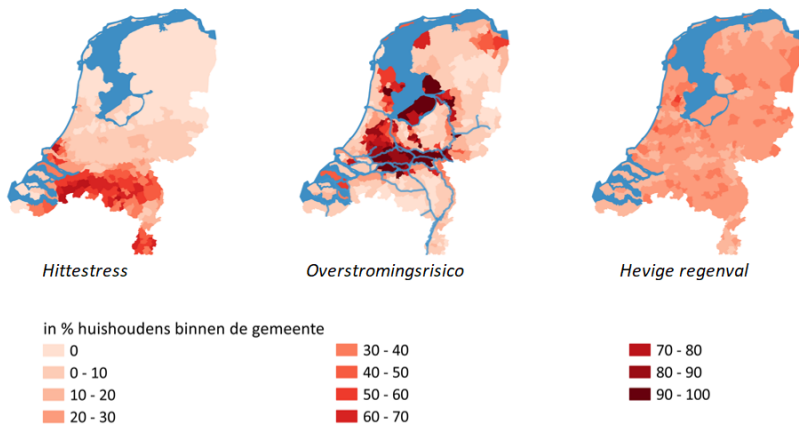 Hittestress
Overstromingsrisico
Hevige regenval
in % huishoudens binnen de gemeente
0
0 - 10
10 - 20
20 - 30
30 - 40
40 - 50
50 - 60
60 - 70
70 - 80
80 - 90
90 - 100